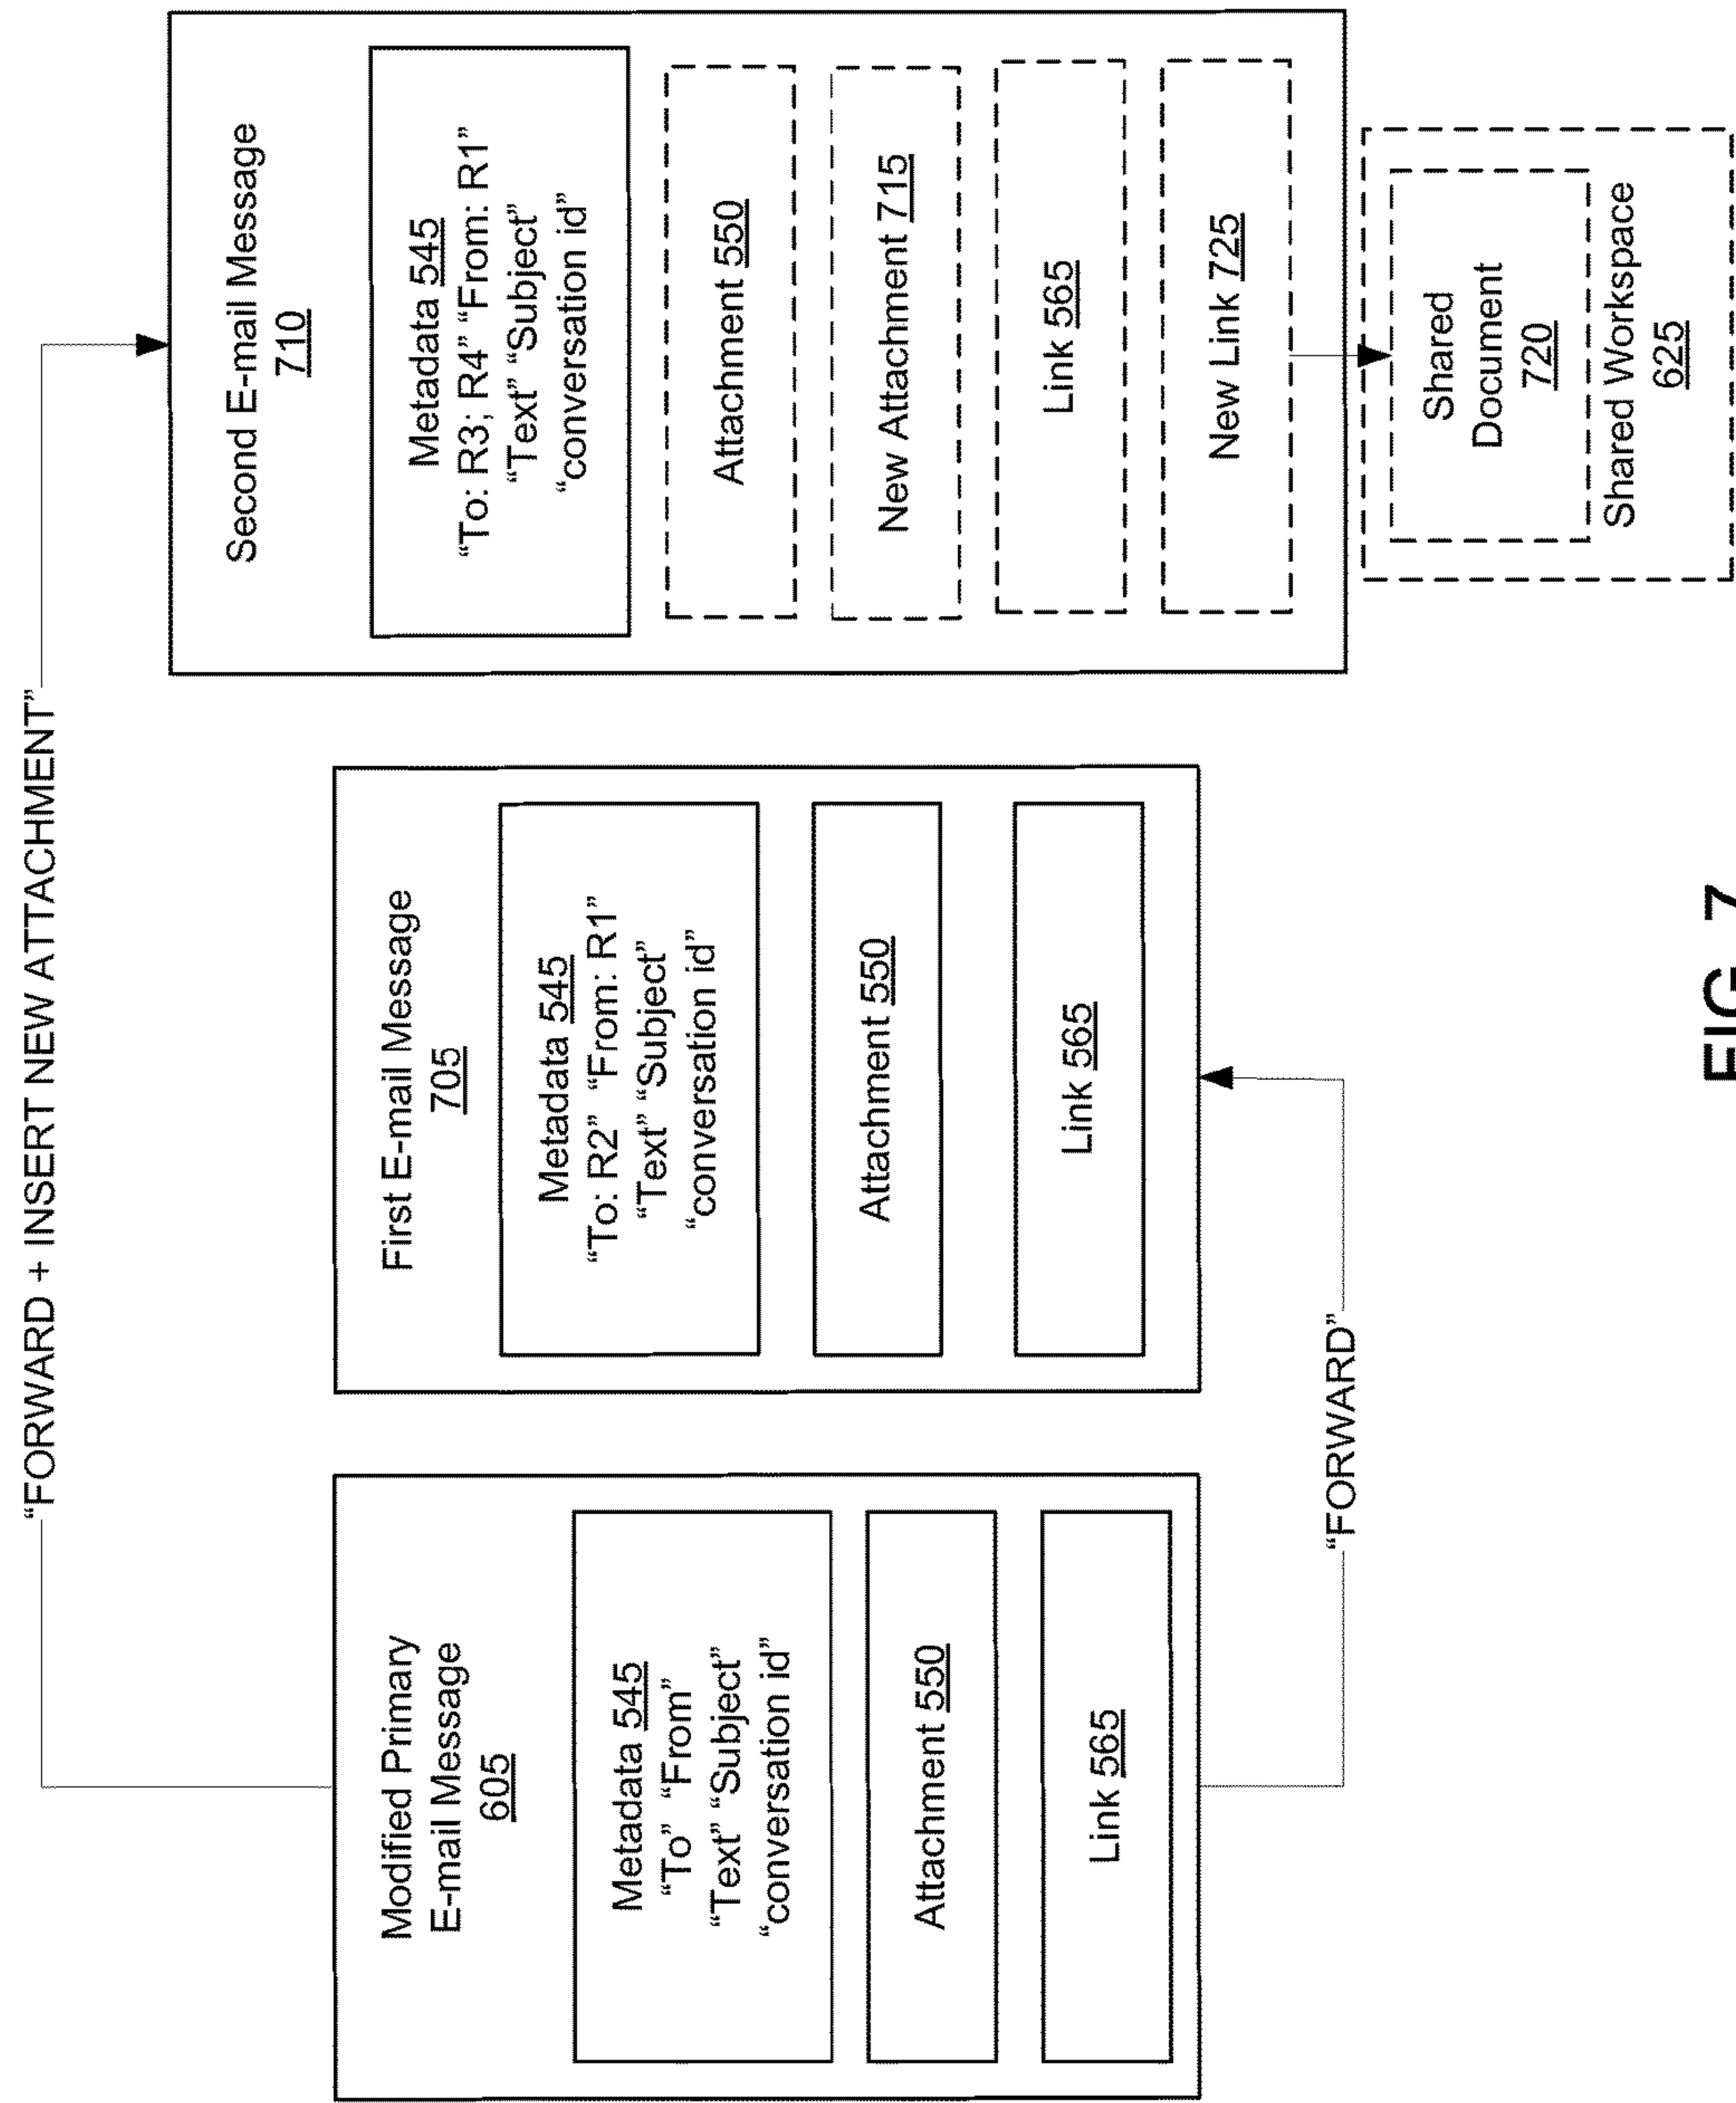 “FORWARD + INSERT NEW ATTACHMENT”
Modified Primary
E-mail Message
605
Metadata 545
“To” “From”
“Text” “Subject”
“conversation id”
Attachment 550
Link 565
First E-mail Message
705
Metadata 545
“To: R2” “From: R1”
“Text” “Subject”
“conversation id”
Attachment 550
Link 565
“FORWARD”
Second E-mail Message
710
Metadata 545
“To: R3; R4” “From: R1”
“Text” “Subject”
“conversation id”
Attachment 550
New Attachment 715
Link 565
New Link 725
Shared
Document
720
Shared Workspace
625
FIG. 7